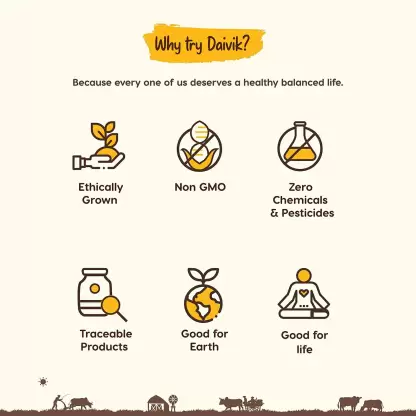 Why try Daivik?
Because every one of us deserves a healthy balanced life.
Ethically
Grown
Non GMO
Zero
Chemicals
& Pesticides
Traceable
Products
Good for
Earth
Good for
life